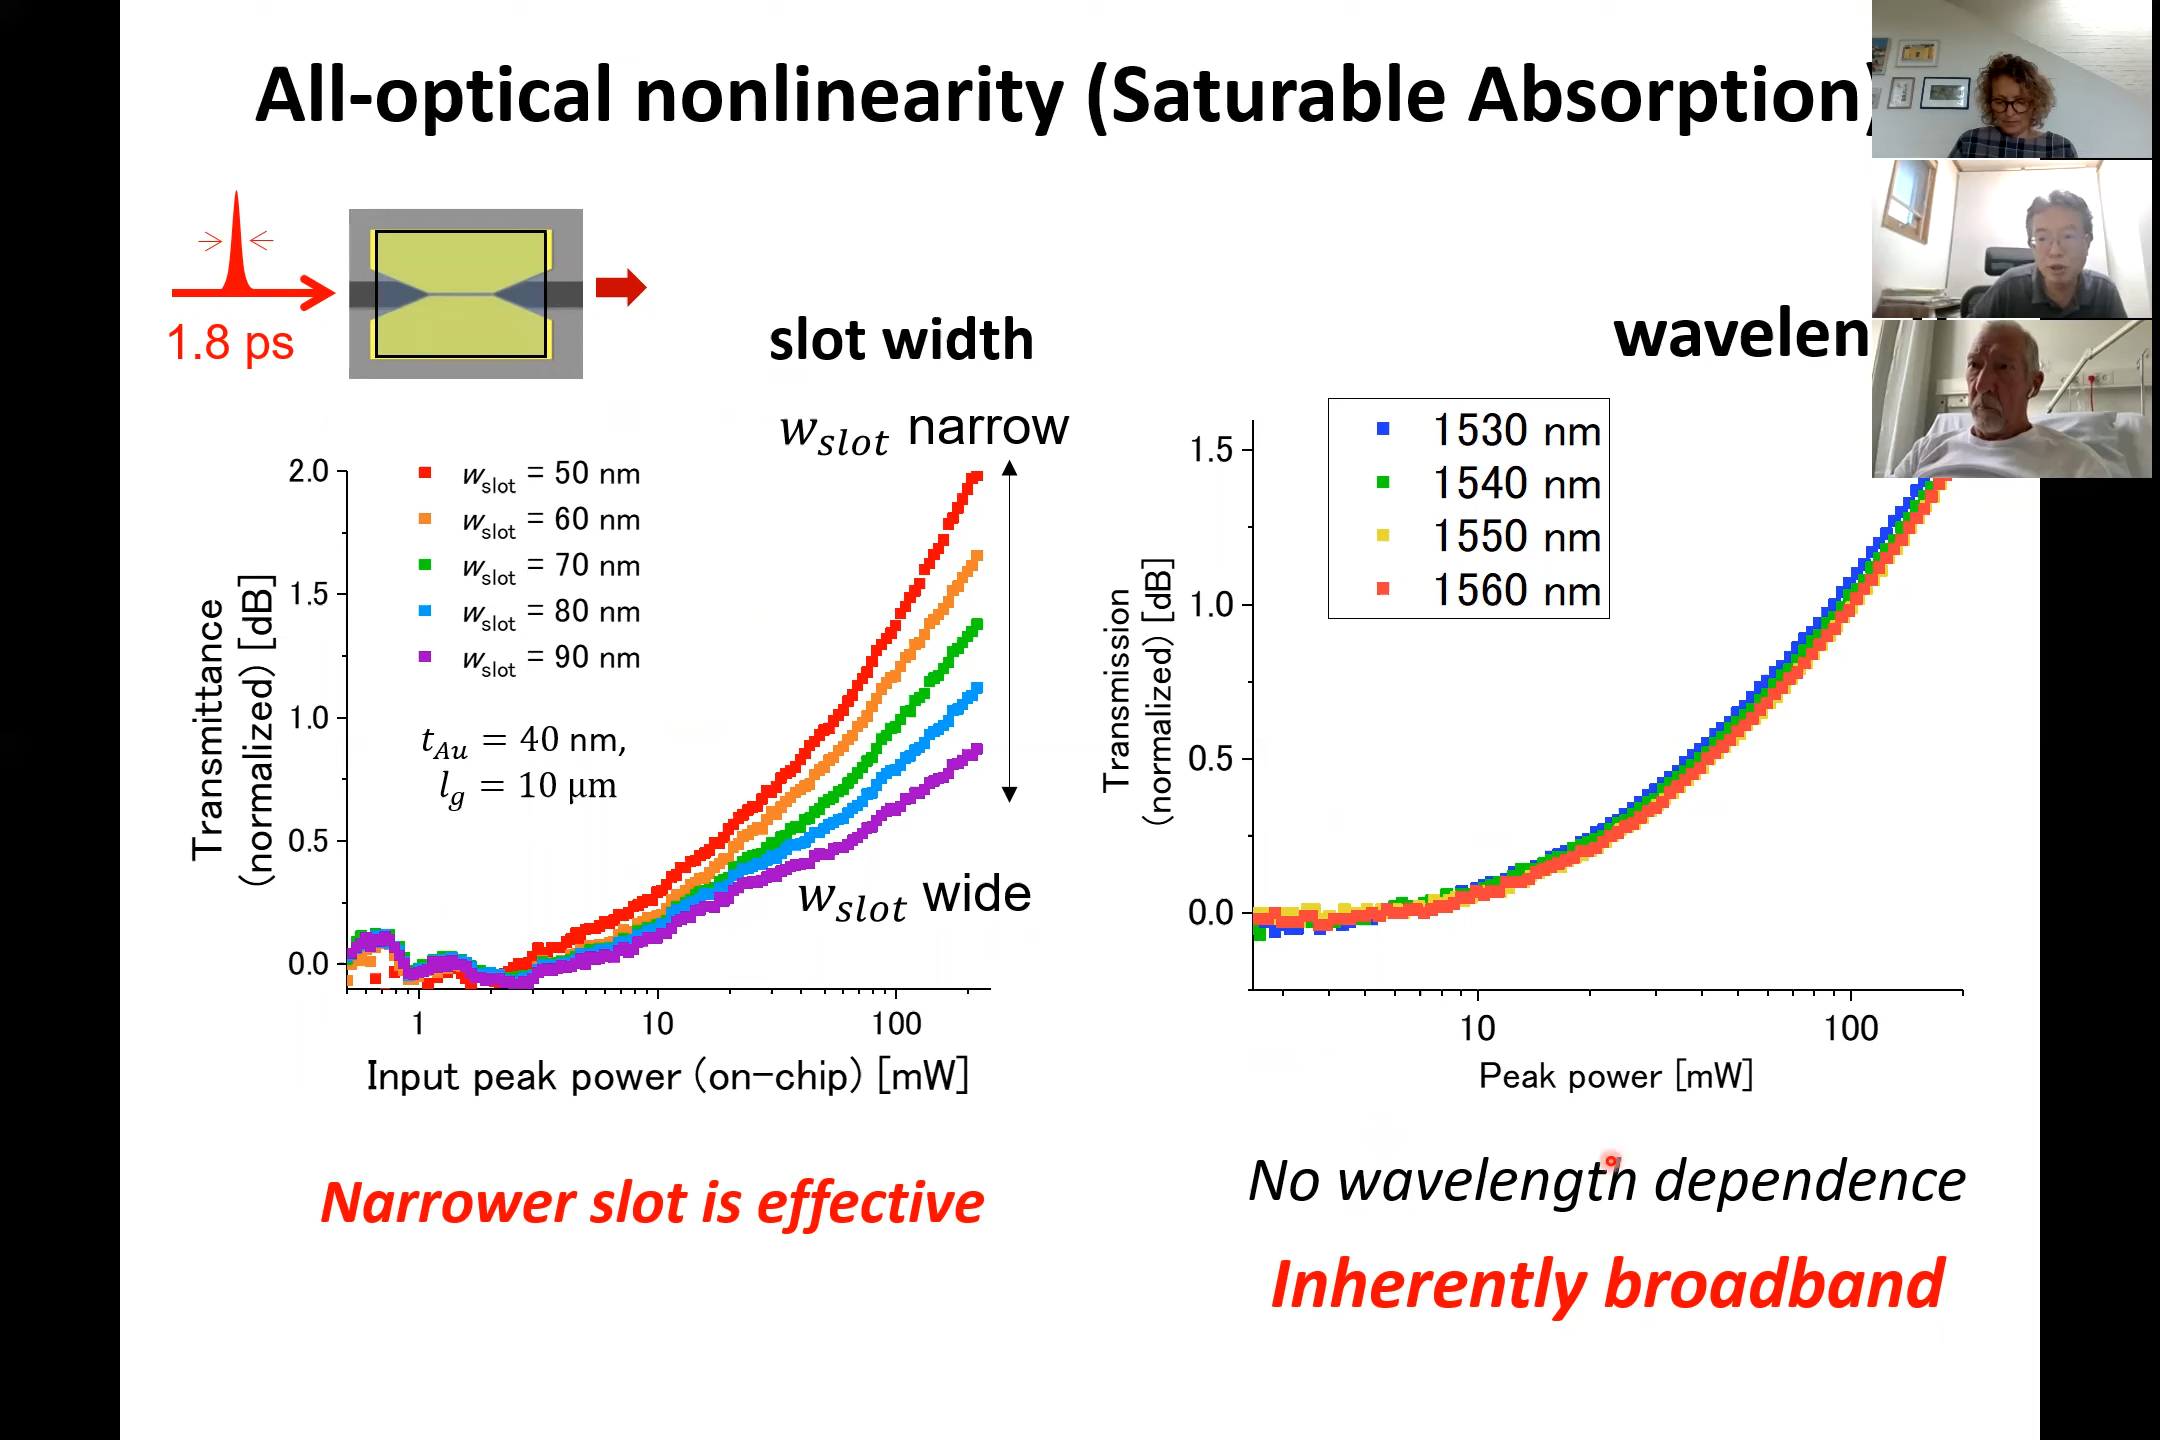 All-optical nonlinearity (Saturable Absorption)
1.8 ps
slot width
w_slot narrow
2.0
1.5
1.0
0.5
0.0
Transmittance
(normalized) [dB]
w_slot = 50 nm
w_slot = 60 nm
w_slot = 70 nm
w_slot = 80 nm
w_slot = 90 nm
t_Au = 40 nm,
l_g = 10 μm
w_slot wide
1 10 100
Input peak power (on-chip) [mW]
Narrower slot is effective
wavelen
1530 nm
1540 nm
1550 nm
1560 nm
1.5
1.0
0.5
0.0
Transmission
(normalized) [dB]
10 100
Peak power [mW]
No wavelength dependence
Inherently broadband